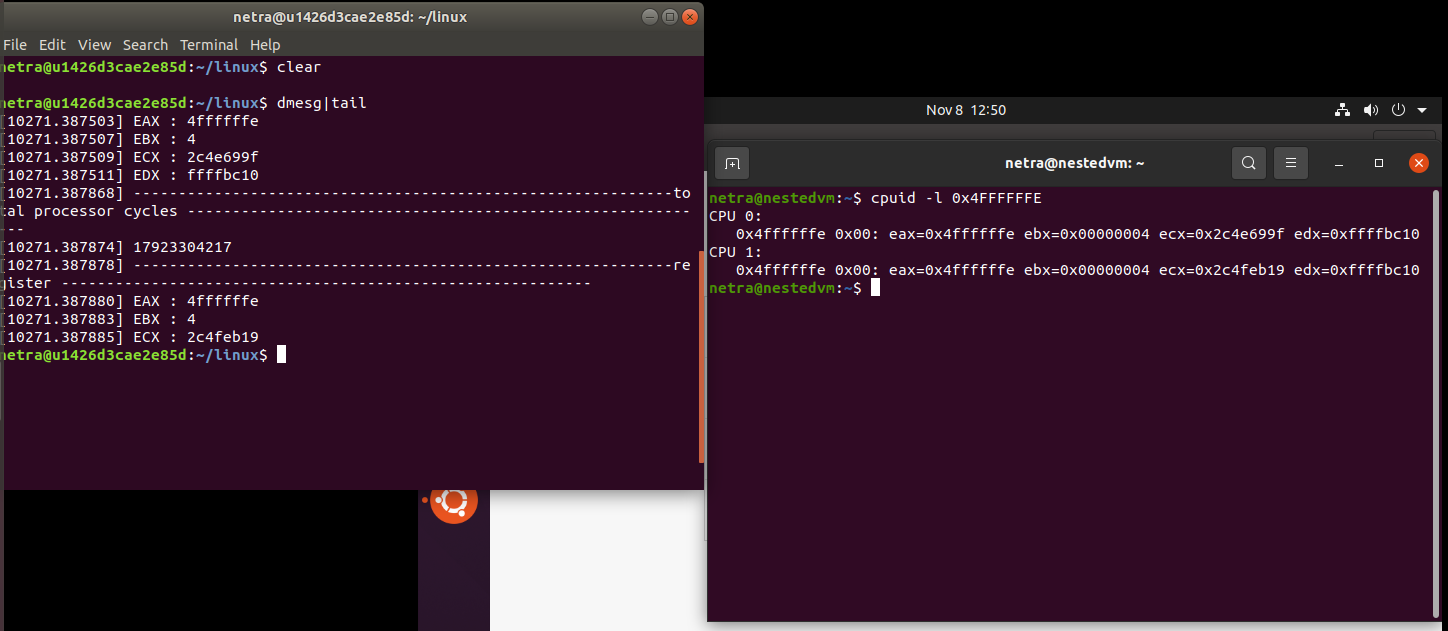 netra@u1426d3cae2e85d: ~/linux
File Edit View Search Terminal Help
netra@u1426d3cae2e85d:~/linux$ clear
netra@u1426d3cae2e85d:~/linux$ dmesg|tail
[10271.387503] EAX : 4ffffffe
[10271.387507] EBX : 4
[10271.387509] ECX : 2c4e699f
[10271.387511] EDX : ffffbc10
[10271.387868] ------------------------------------------------------------to
tal processor cycles --------------------------------------------------------
---
[10271.387874] 17923304217
[10271.387878] ------------------------------------------------------------re
gister -----------------------------------------------------------
[10271.387880] EAX : 4ffffffe
[10271.387883] EBX : 4
[10271.387885] ECX : 2c4feb19
netra@u1426d3cae2e85d:~/linux$
Nov 8 12:50
netra@nestedvm: ~
netra@nestedvm:~$ cpuid -l 0x4FFFFFFE
CPU 0:
0x4ffffffe 0x00: eax=0x4ffffffe ebx=0x00000004 ecx=0x2c4e699f edx=0xffffbc10
CPU 1:
0x4ffffffe 0x00: eax=0x4ffffffe ebx=0x00000004 ecx=0x2c4feb19 edx=0xffffbc10
netra@nestedvm:~$